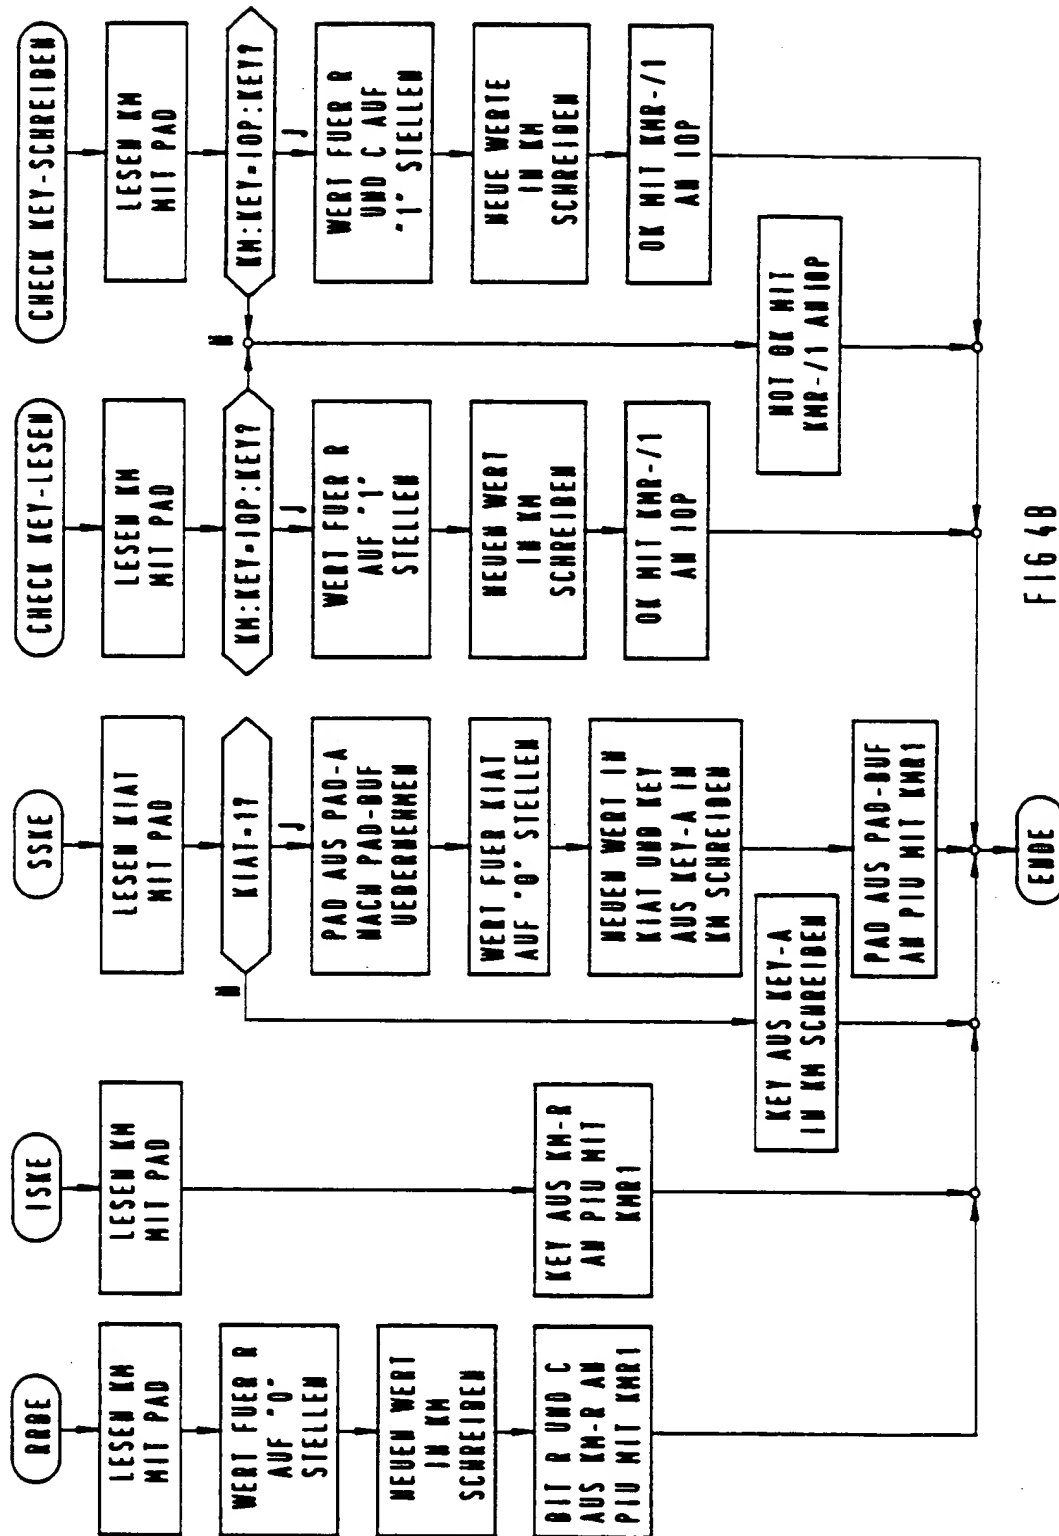 RRBE
LESEN KM
MIT PAD
WERT FUER R
AUF "0"
STELLEN
NEUEN WERT
IN KM
SCHREIBEN
BIT R UND C
AUS KM-R AN
PIU MIT KMR1
ISKE
LESEN KM
MIT PAD
KEY AUS KM-R
AN PIU MIT
KMR1
SSKE
LESEN KIAT
MIT PAD
KIAT=1?
N
J
PAD AUS PAD-A
NACH PAD-BUF
UEBERNEHMEN
WERT FUER KIAT
AUF "0" STELLEN
NEUEN WERT IN
KIAT UND KEY
AUS KEY-A IN
KM SCHREIBEN
KEY AUS KEY-A
IN KM SCHREIBEN
PAD AUS PAD-BUF
AN PIU MIT KMR1
CHECK KEY-LESEN
LESEN KM
MIT PAD
KM:KEY=IOP:KEY?
J
N
WERT FUER R
AUF "1"
STELLEN
NEUEN WERT
IN KM
SCHREIBEN
OK MIT KMR-/1
AN IOP
NOT OK MIT
KMR-/1 AN IOP
CHECK KEY-SCHREIBEN
LESEN KM
MIT PAD
KM:KEY=IOP:KEY?
J
WERT FUER R
UND C AUF
"1" STELLEN
NEUE WERTE
IN KM
SCHREIBEN
OK MIT KMR-/1
AN IOP
ENDE
FIG 4B